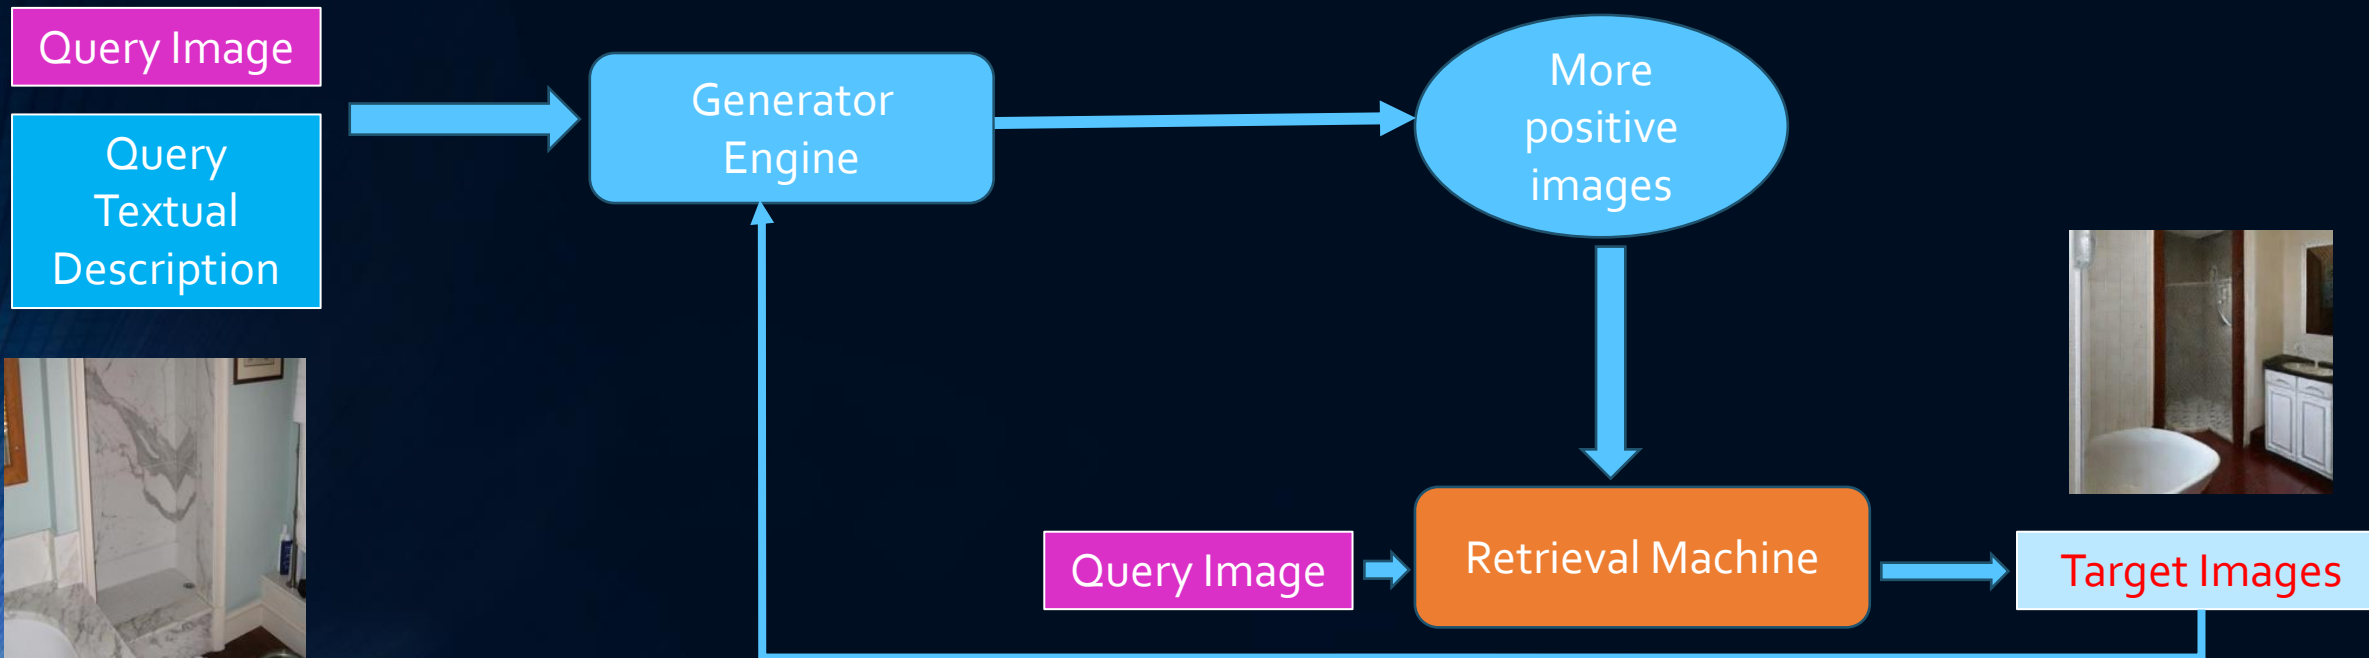 Query Image
Query
Textual
Description
Generator
Engine
More
positive
images
Query Image
Retrieval Machine
Target Images